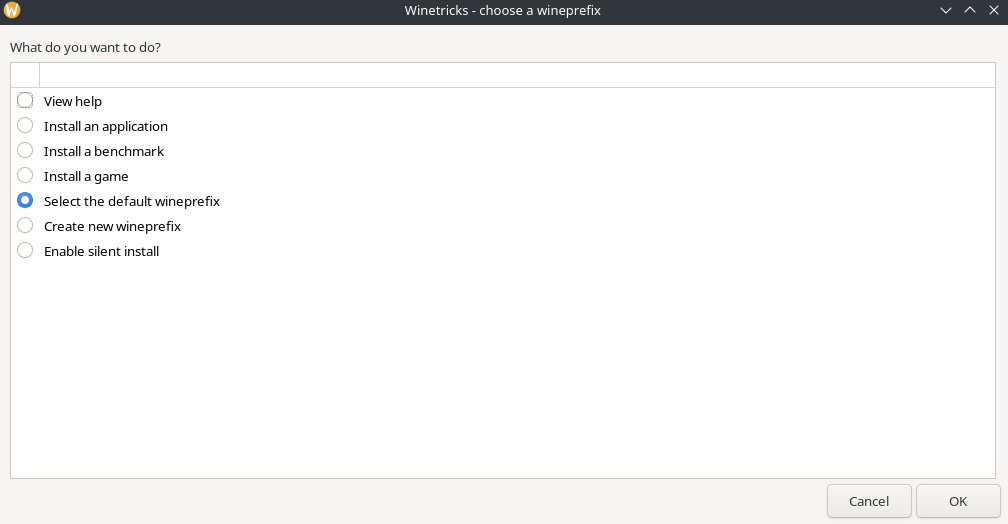 Winetricks - choose a wineprefix
What do you want to do?
View help
Install an application
Install a benchmark
Install a game
Select the default wineprefix
Create new wineprefix
Enable silent install
Cancel OK